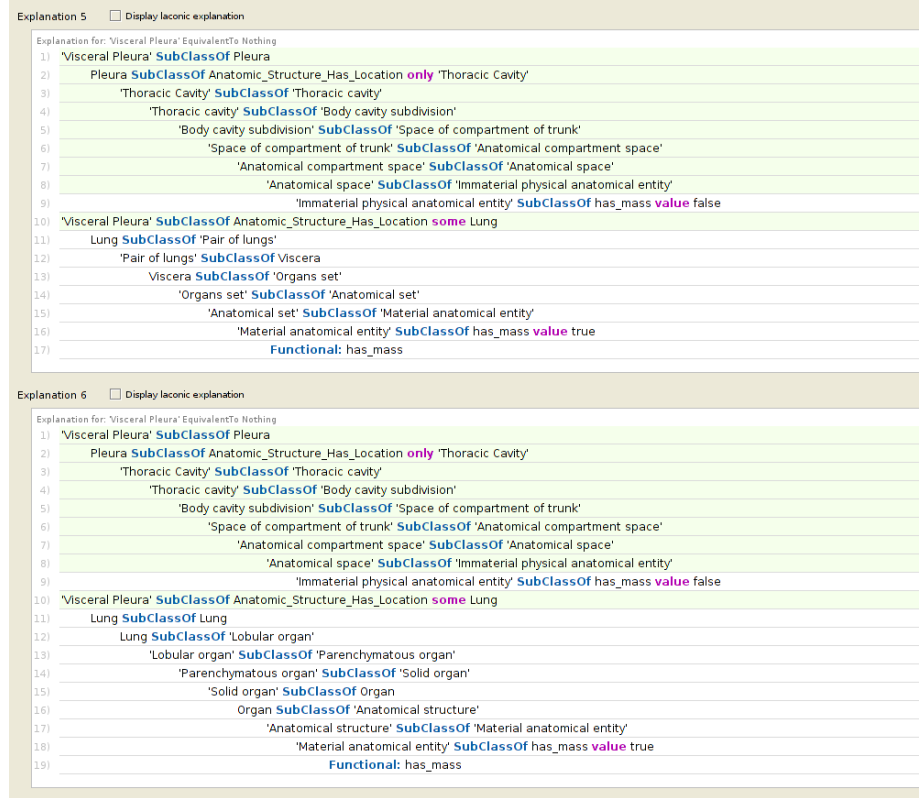 Explanation 5 Display laconic explanation
Explanation for: 'Visceral Pleura' EquivalentTo Nothing
1) 'Visceral Pleura' SubClassOf Pleura
2) Pleura SubClassOf Anatomic_Structure_Has_Location only 'Thoracic Cavity'
3) 'Thoracic Cavity' SubClassOf 'Thoracic cavity'
4) 'Thoracic cavity' SubClassOf 'Body cavity subdivision'
5) 'Body cavity subdivision' SubClassOf 'Space of compartment of trunk'
6) 'Space of compartment of trunk' SubClassOf 'Anatomical compartment space'
7) 'Anatomical compartment space' SubClassOf 'Anatomical space'
8) 'Anatomical space' SubClassOf 'Immaterial physical anatomical entity'
9) 'Immaterial physical anatomical entity' SubClassOf has_mass value false
10) 'Visceral Pleura' SubClassOf Anatomic_Structure_Has_Location some Lung
11) Lung SubClassOf 'Pair of lungs'
12) 'Pair of lungs' SubClassOf Viscera
13) Viscera SubClassOf 'Organs set'
14) 'Organs set' SubClassOf 'Anatomical set'
15) 'Anatomical set' SubClassOf 'Material anatomical entity'
16) 'Material anatomical entity' SubClassOf has_mass value true
17) Functional: has_mass
Explanation 6 Display laconic explanation
Explanation for: 'Visceral Pleura' EquivalentTo Nothing
1) 'Visceral Pleura' SubClassOf Pleura
2) Pleura SubClassOf Anatomic_Structure_Has_Location only 'Thoracic Cavity'
3) 'Thoracic Cavity' SubClassOf 'Thoracic cavity'
4) 'Thoracic cavity' SubClassOf 'Body cavity subdivision'
5) 'Body cavity subdivision' SubClassOf 'Space of compartment of trunk'
6) 'Space of compartment of trunk' SubClassOf 'Anatomical compartment space'
7) 'Anatomical compartment space' SubClassOf 'Anatomical space'
8) 'Anatomical space' SubClassOf 'Immaterial physical anatomical entity'
9) 'Immaterial physical anatomical entity' SubClassOf has_mass value false
10) 'Visceral Pleura' SubClassOf Anatomic_Structure_Has_Location some Lung
11) Lung SubClassOf Lung
12) Lung SubClassOf 'Lobular organ'
13) 'Lobular organ' SubClassOf 'Parenchymatous organ'
14) 'Parenchymatous organ' SubClassOf 'Solid organ'
15) 'Solid organ' SubClassOf Organ
16) Organ SubClassOf 'Anatomical structure'
17) 'Anatomical structure' SubClassOf 'Material anatomical entity'
18) 'Material anatomical entity' SubClassOf has_mass value true
19) Functional: has_mass